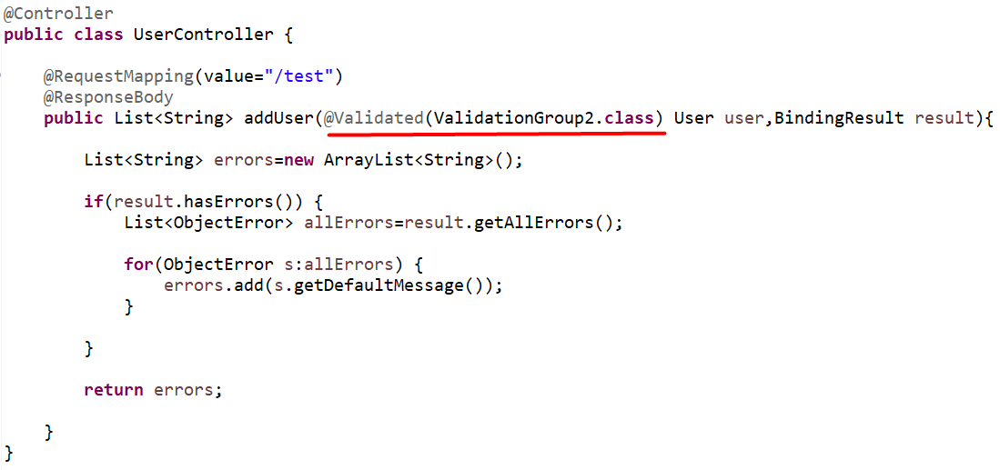 @Controller
public class UserController {
@RequestMapping(value="/test")
@ResponseBody
public List<String> addUser(@Validated(ValidationGroup2.class) User user,BindingResult result){
List<String> errors=new ArrayList<String>();
if(result.hasErrors()) {
List<ObjectError> allErrors=result.getAllErrors();
for(ObjectError s:allErrors) {
errors.add(s.getDefaultMessage());
}
}
return errors;
}
}